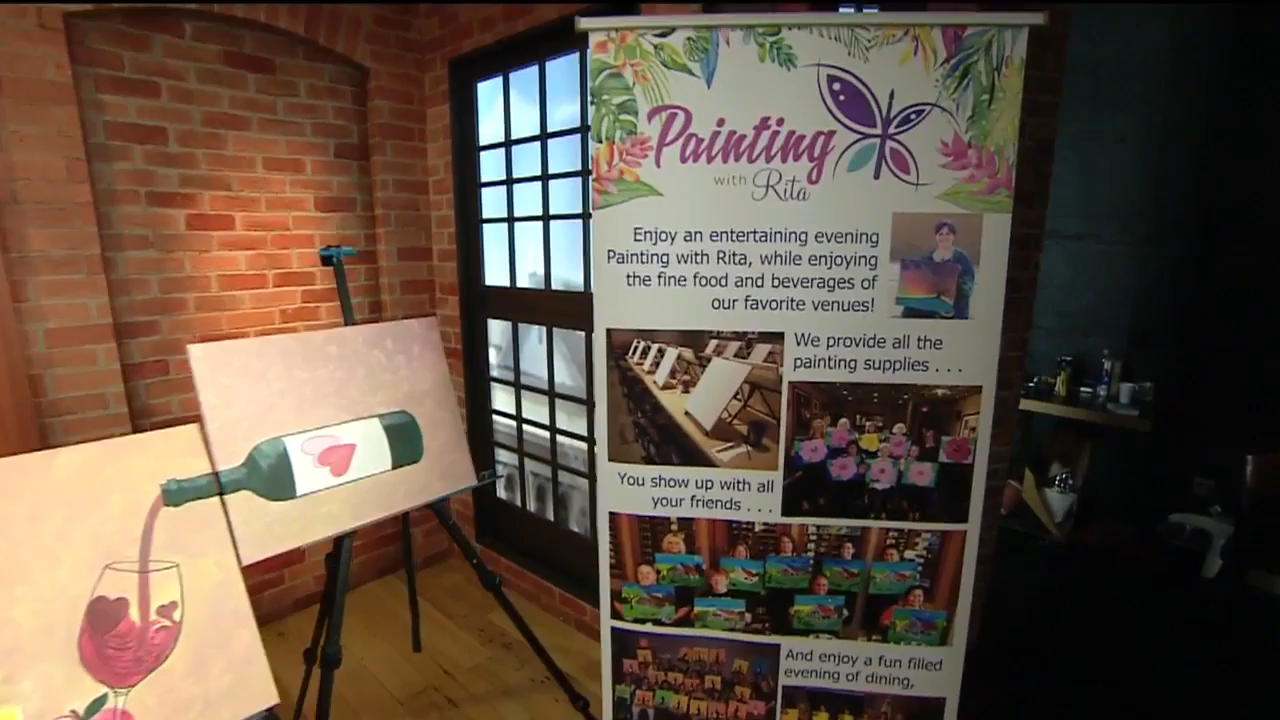 Painting
with Rita
Enjoy an entertaining evening
Painting with Rita, while enjoying
the fine food and beverages of
our favorite venues!
We provide all the
painting supplies . . .
You show up with all
your friends . . .
And enjoy a fun filled
evening of dining,